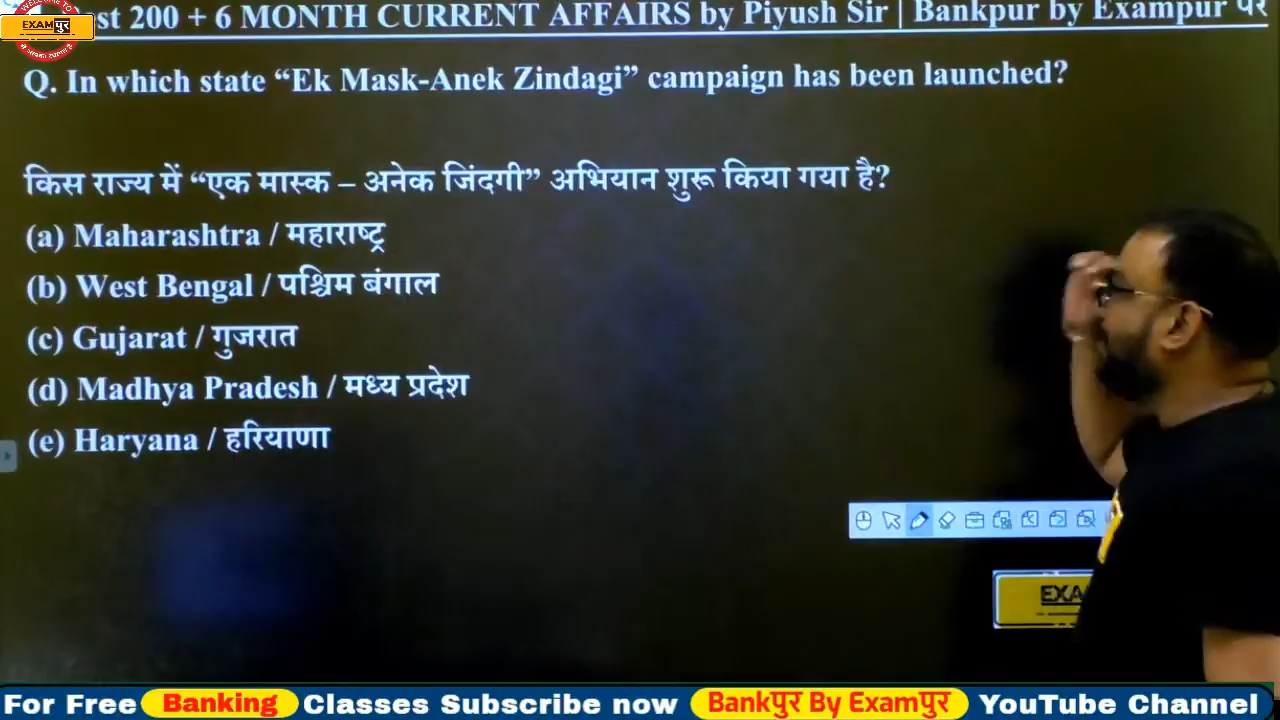 200 + 6 MONTH CURRENT AFFAIRS by Piyush Sir | Bankpur by Exampur पर
EXAMपुर
Q. In which state “Ek Mask-Anek Zindagi” campaign has been launched?
किस राज्य में “एक मास्क – अनेक जिंदगी” अभियान शुरू किया गया है?
(a) Maharashtra / महाराष्ट्र
(b) West Bengal / पश्चिम बंगाल
(c) Gujarat / गुजरात
(d) Madhya Pradesh / मध्य प्रदेश
(e) Haryana / हरियाणा
For Free Banking Classes Subscribe now Bankपुर By Examपुर YouTube Channel